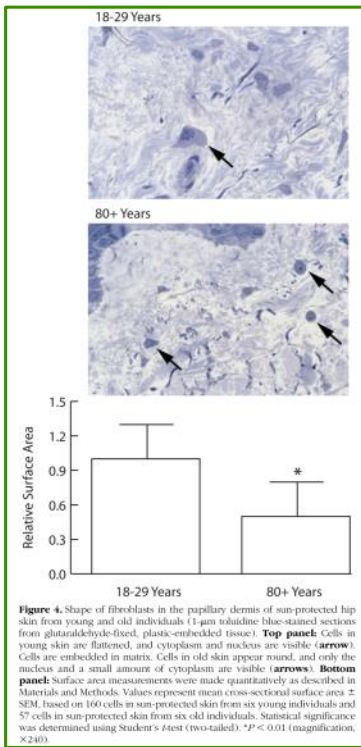 18-29 Years
80+ Years
1.5
1.2
0.9
0.6
0.3
0.0
Relative Surface Area
*
18-29 Years
80+ Years
Figure 4. Shape of fibroblasts in the papillary dermis of sun-protected hip
skin from young and old individuals (1-μm toluidine blue-stained sections
from glutaraldehyde-fixed, plastic-embedded tissue). Top panel: Cells in
young skin are flattened, and cytoplasm and nucleus are visible (arrow).
Cells are embedded in matrix. Cells in old skin appear round, and only the
nucleus and a small amount of cytoplasm are visible (arrows). Bottom
panel: Surface area measurements were made quantitatively as described in
Materials and Methods. Values represent mean cross-sectional surface area ±
SEM, based on 160 cells in sun-protected skin from six young individuals and
57 cells in sun-protected skin from six old individuals. Statistical significance
was determined using Student's t-test (two-tailed). *P < 0.01 (magnification,
×240).